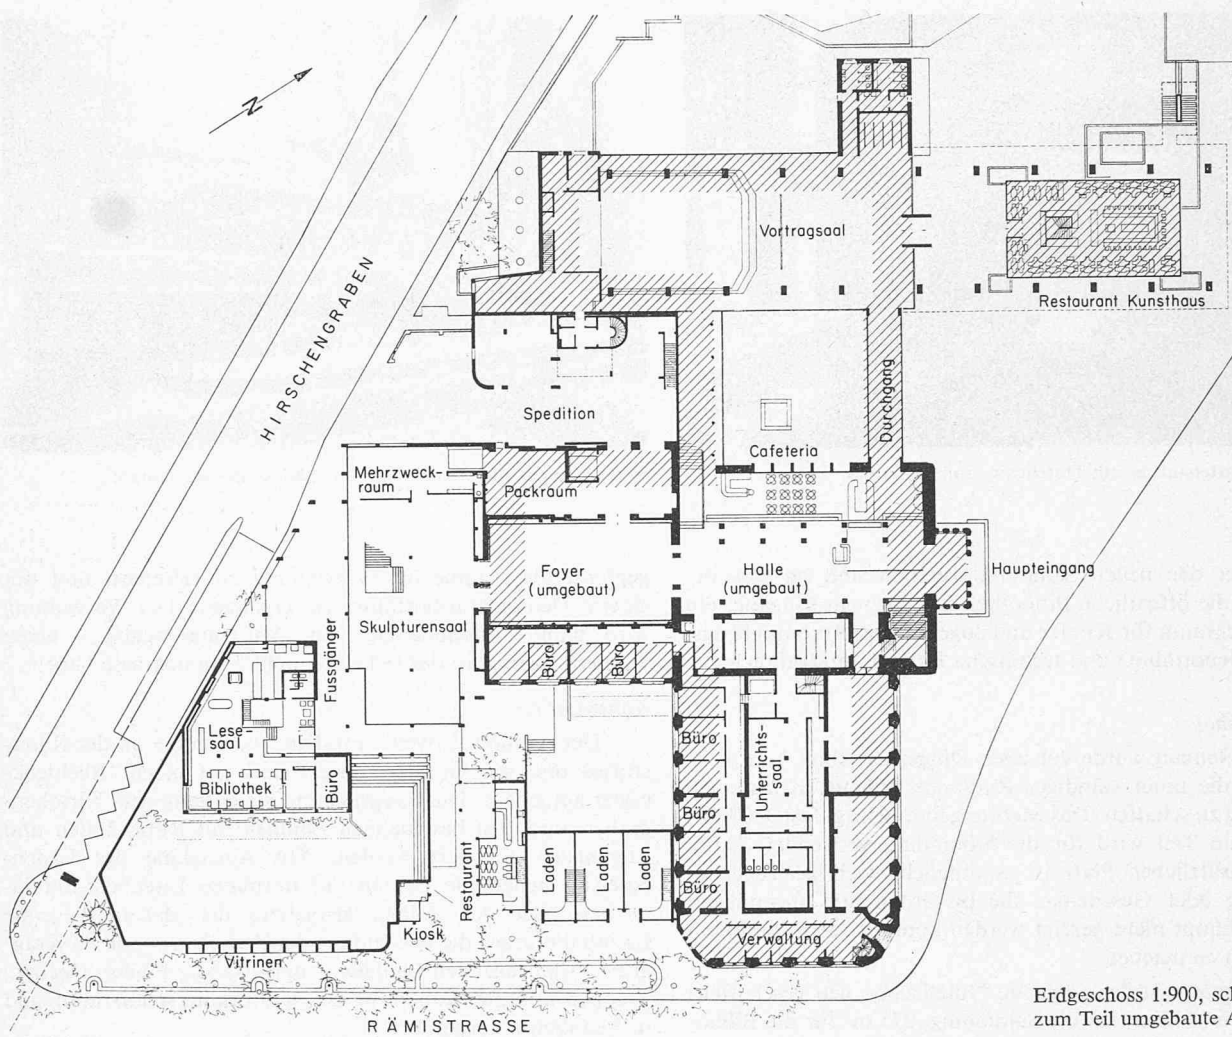 N
HIRSCHENGRABEN
Vortragsaal
Restaurant Kunsthaus
Durchgang
Spedition
Cafeteria
Mehrzweck-
raum
Packraum
Foyer
(umgebaut)
Halle
(umgebaut)
Haupteingang
Skulpturensaal
Fussgänger
Büro
Büro
Lese-
saal
Büro
Unterrichts-
saal
Bibliothek
Büro
Büro
Restaurant
Laden
Laden
Laden
Büro
Kiosk
Verwaltung
Vitrinen
RÄMISTRASSE
Erdgeschoss 1:900,
zum Teil umgebaute